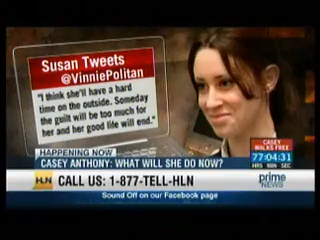 Susan Tweets
@VinniePolitan
"I think she'll have a hard
time on the outside. Someday
the guilt will be too much for
her and her good life will end."
CASEY
WALKS FREE
77:04:31
HRS MIN SEC
HAPPENING NOW
CASEY ANTHONY: WHAT WILL SHE DO NOW?
HLN
CALL US: 1-877-TELL-HLN
prime
NEWS
Sound Off on our Facebook page